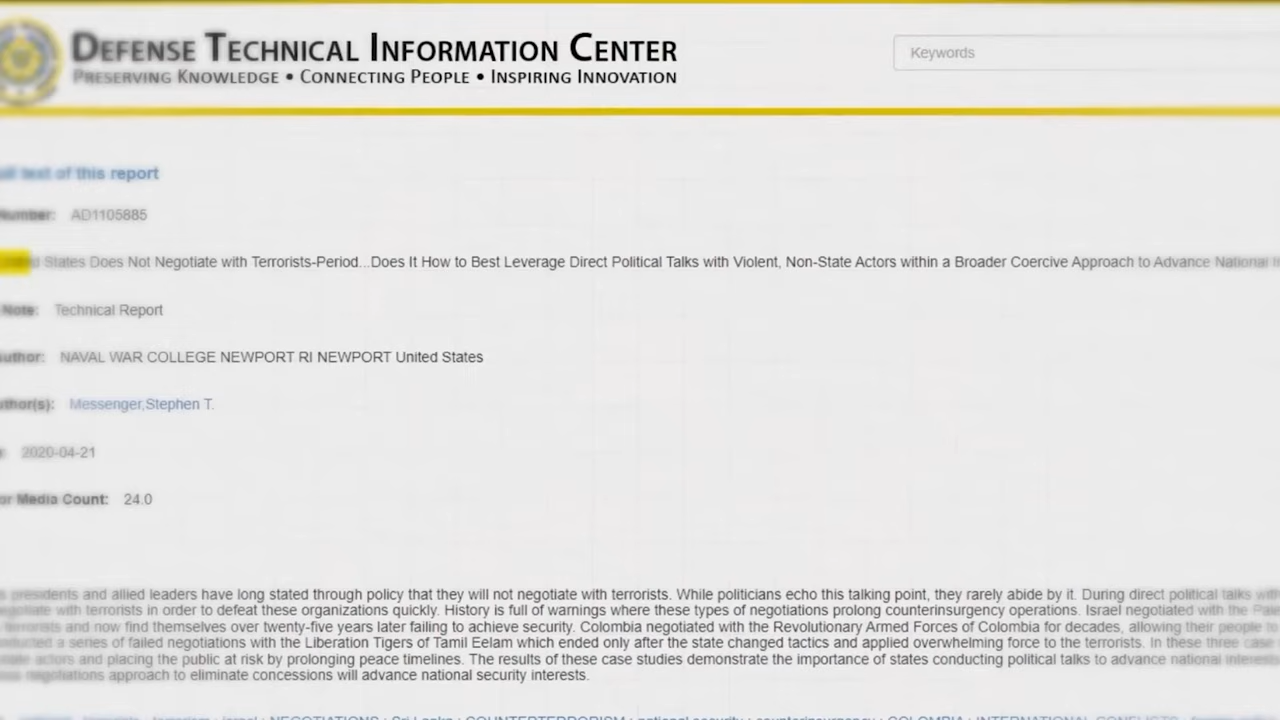 DEFENSE TECHNICAL INFORMATION CENTER
PRESERVING KNOWLEDGE • CONNECTING PEOPLE • INSPIRING INNOVATION
Keywords
text of this report
Number: AD1105885
States Does Not Negotiate with Terrorists-Period...Does It How to Best Leverage Direct Political Talks with Violent, Non-State Actors within a Broader Coercive Approach to Advance National
Note: Technical Report
Author: NAVAL WAR COLLEGE NEWPORT RI NEWPORT United States
Messenger,Stephen T.
2020-04-21
or Media Count: 24.0
presidents and allied leaders have long stated through policy that they will not negotiate with terrorists. While politicians echo this talking point, they rarely abide by it. During direct political talks
negotiate with terrorists in order to defeat these organizations quickly. History is full of warnings where these types of negotiations prolong counterinsurgency operations. Israel negotiated with the
terrorists and now find themselves over twenty-five years later failing to achieve security. Colombia negotiated with the Revolutionary Armed Forces of Colombia for decades, allowing their people to
a series of failed negotiations with the Liberation Tigers of Tamil Eelam which ended only after the state changed tactics and applied overwhelming force to the terrorists. In these three case
actors and placing the public at risk by prolonging peace timelines. The results of these case studies demonstrate the importance of states conducting political talks to advance national interests
negotiations approach to eliminate concessions will advance national security interests.